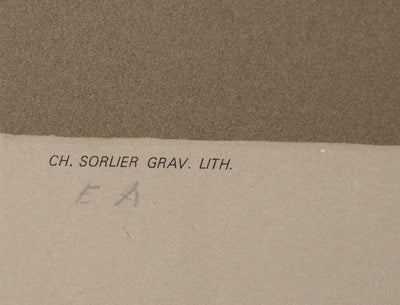 CH. SORLIER GRAV. LITH.
E A